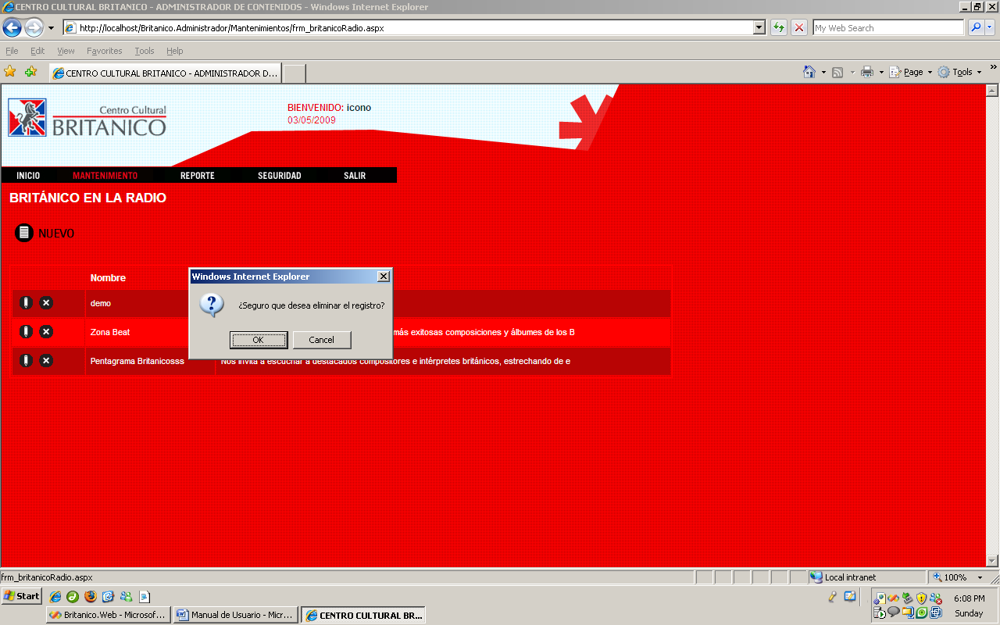 CENTRO CULTURAL BRITANICO - ADMINISTRADOR DE CONTENIDOS - Windows Internet Explorer
http://localhost/Britanico.Administrador/Mantenimientos/frm_britanicoRadio.aspx
My Web Search
File Edit View Favorites Tools Help
CENTRO CULTURAL BRITANICO - ADMINISTRADOR D...
Page Tools »
Centro Cultural
BRITANICO
BIENVENIDO: icono
03/05/2009
INICIO MANTENIMIENTO REPORTE SEGURIDAD SALIR
BRITÁNICO EN LA RADIO
NUEVO
Nombre
demo
Zona Beat
más exitosas composiciones y álbumes de los B
Pentagrama Britanicosss
Nos invita a escuchar a destacados compositores e intérpretes británicos, estrechando de e
Windows Internet Explorer
¿Seguro que desea eliminar el registro?
OK Cancel
frm_britanicoRadio.aspx
Local intranet
100%
Start
6:08 PM
Britanico.Web - Microsof...
Manual de Usuario - Micr...
CENTRO CULTURAL BR...
Sunday